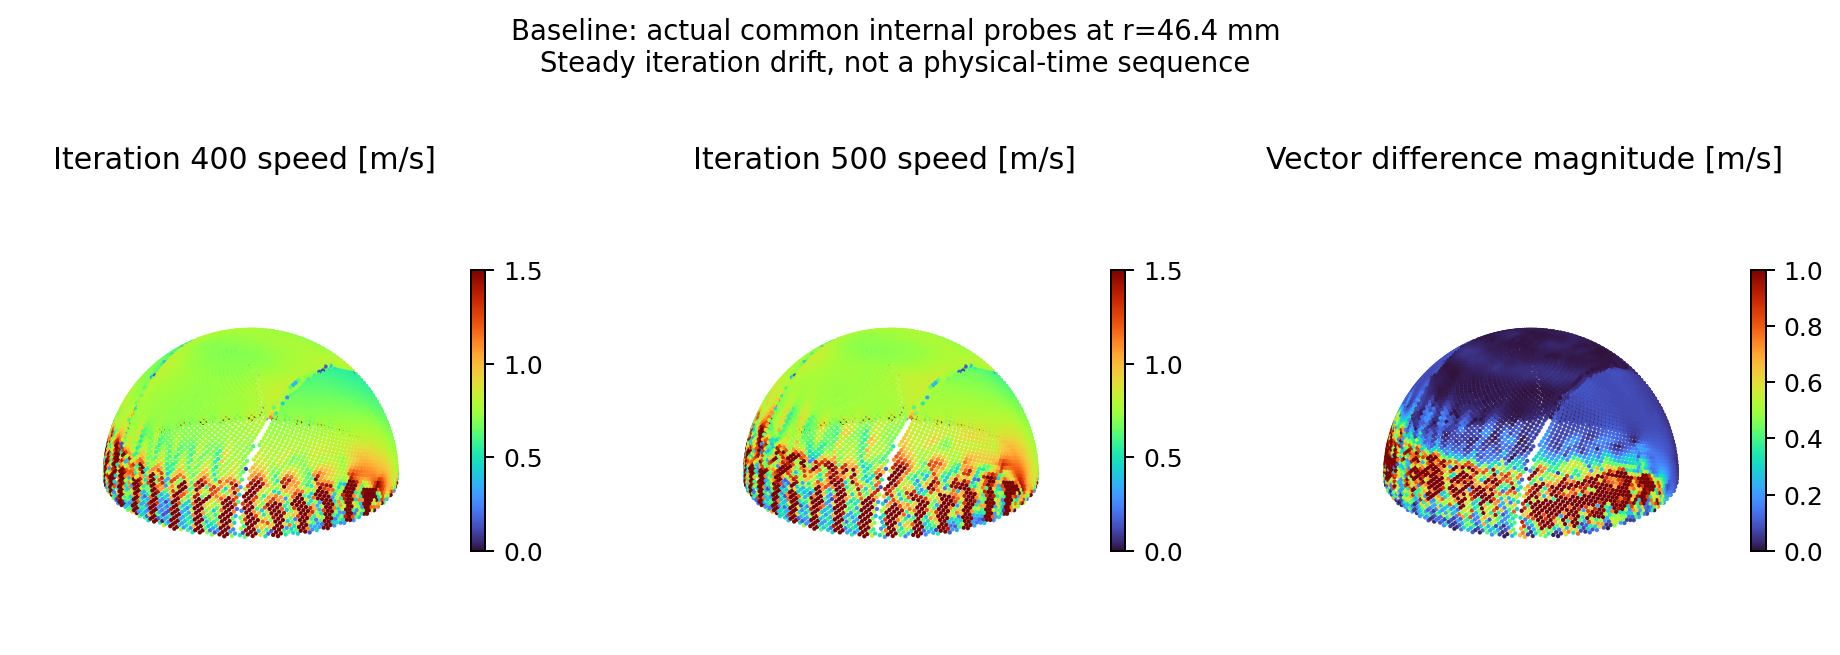 Baseline: actual common internal probes at r=46.4 mm
Steady iteration drift, not a physical-time sequence
Iteration 400 speed [m/s]
1.5
1.0
0.5
0.0
Iteration 500 speed [m/s]
1.5
1.0
0.5
0.0
Vector difference magnitude [m/s]
1.0
0.8
0.6
0.4
0.2
0.0